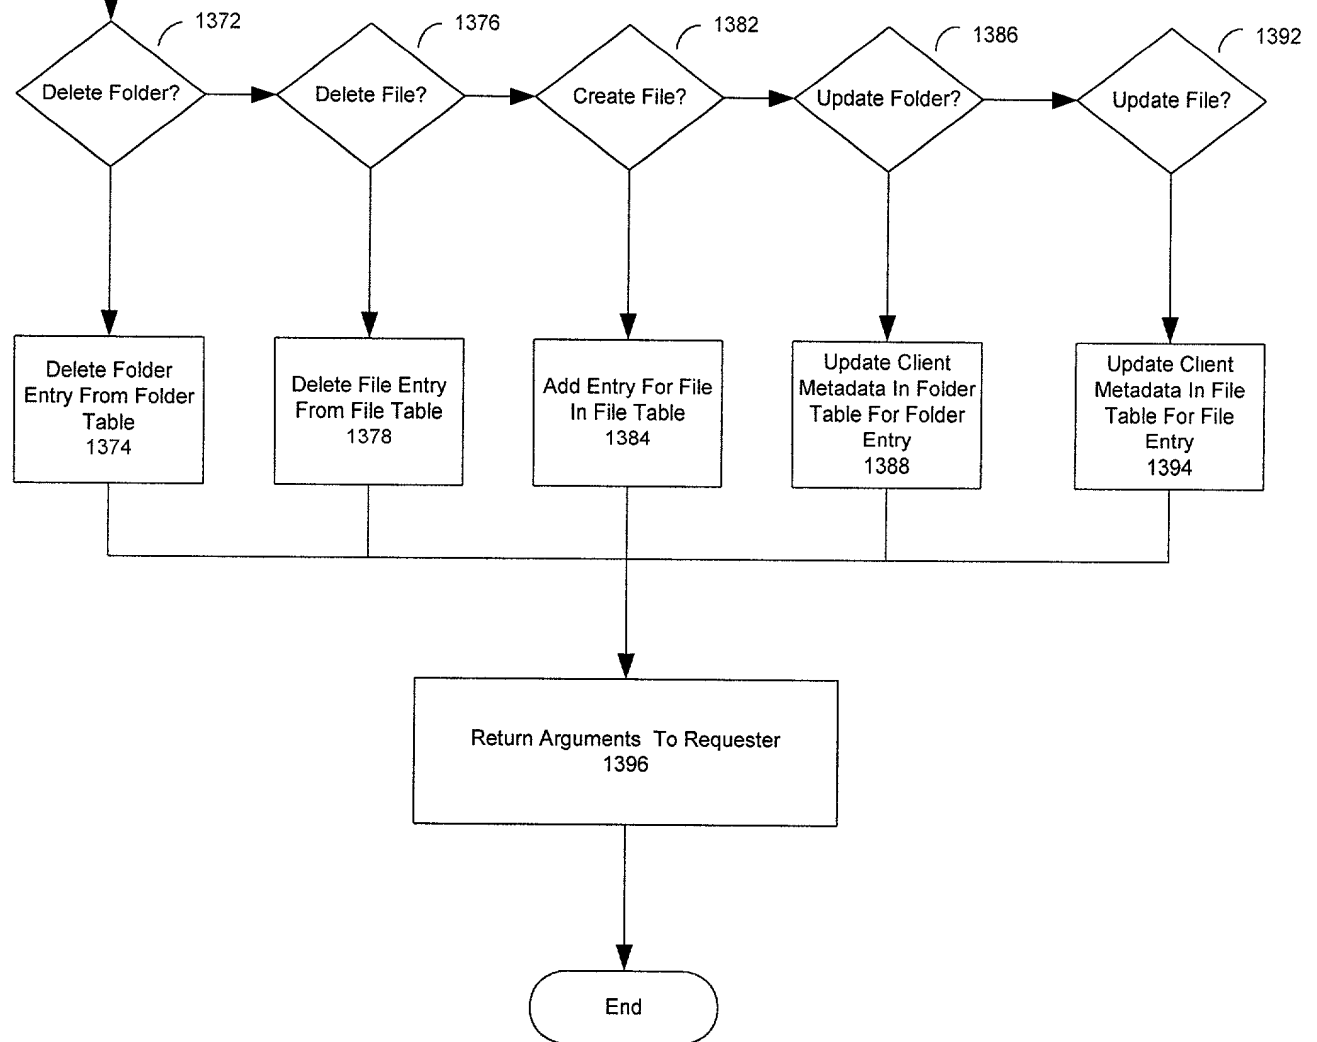 1372
1376
1382
1386
1392
Delete Folder?
Delete File?
Create File?
Update Folder?
Update File?
Delete Folder
Entry From Folder
Table
1374
Delete File Entry
From File Table
1378
Add Entry For File
In File Table
1384
Update Client
Metadata In Folder
Table For Folder
Entry
1388
Update Client
Metadata In File
Table For File
Entry
1394
Return Arguments To Requester
1396
End